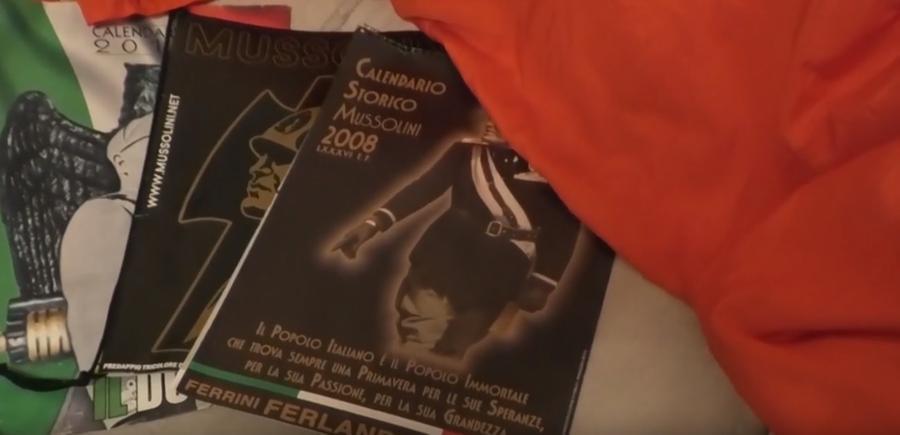 CALENDA
201
MUSSO
WWW.MUSSOLINI.NET
PREDAPPIO TRICOLORE
IL DU
CALENDARIO
STORICO
MUSSOLINI
2008
LXXXVI E.F.
IL POPOLO ITALIANO È IL POPOLO IMMORTALE
CHE TROVA SEMPRE UNA PRIMAVERA PER LE SUE SPERANZE,
PER LA SUA PASSIONE, PER LA SUA GRANDEZZA
FERRINI FERLAND